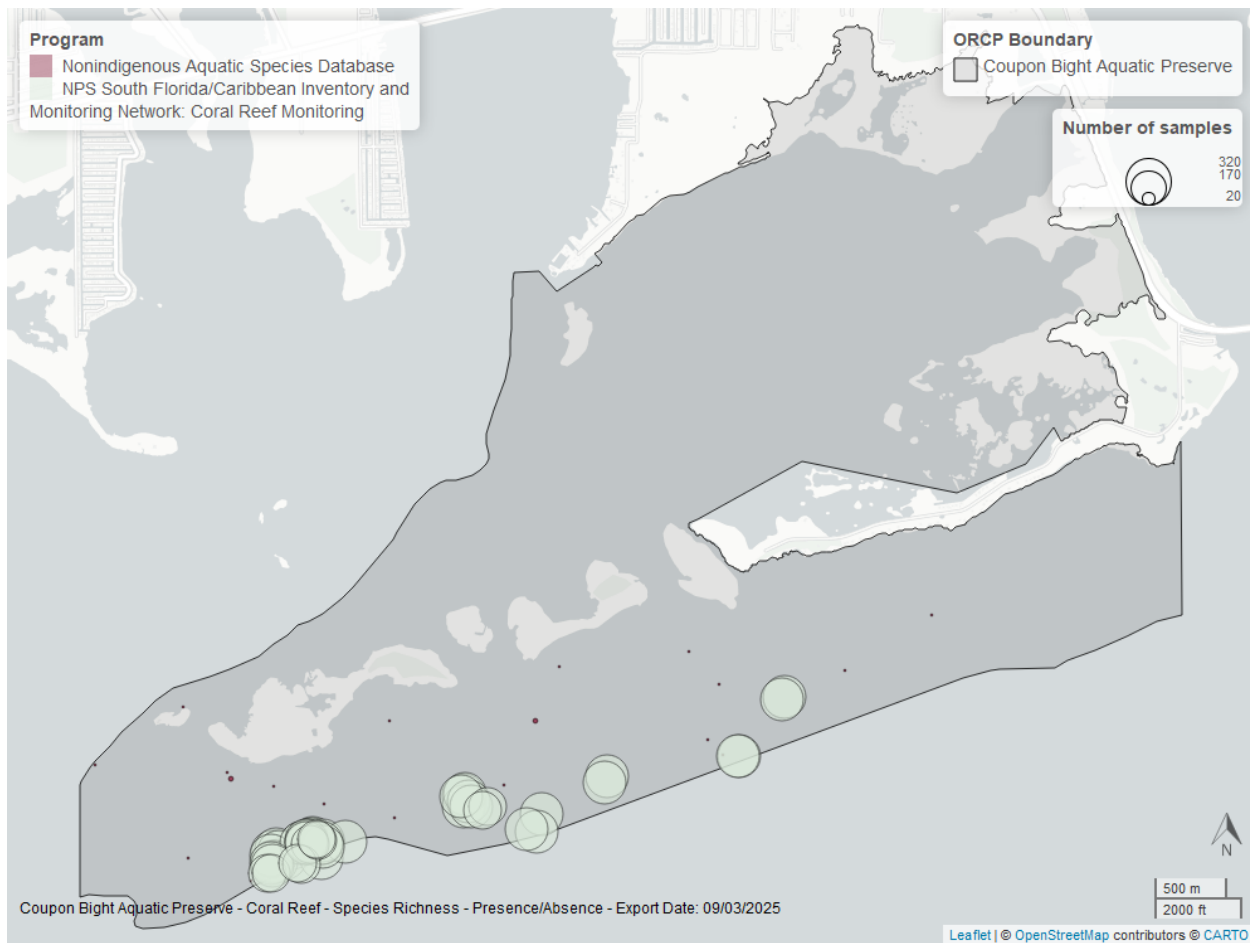 Program
Nonindigenous Aquatic Species Database
NPS South Florida/Caribbean Inventory and
Monitoring Network: Coral Reef Monitoring
ORCP Boundary
Coupon Bight Aquatic Preserve
Number of samples
320
170
20
N
500 m
2000 ft
Coupon Bight Aquatic Preserve - Coral Reef - Species Richness - Presence/Absence - Export Date: 09/03/2025
Leaflet | © OpenStreetMap contributors © CARTO